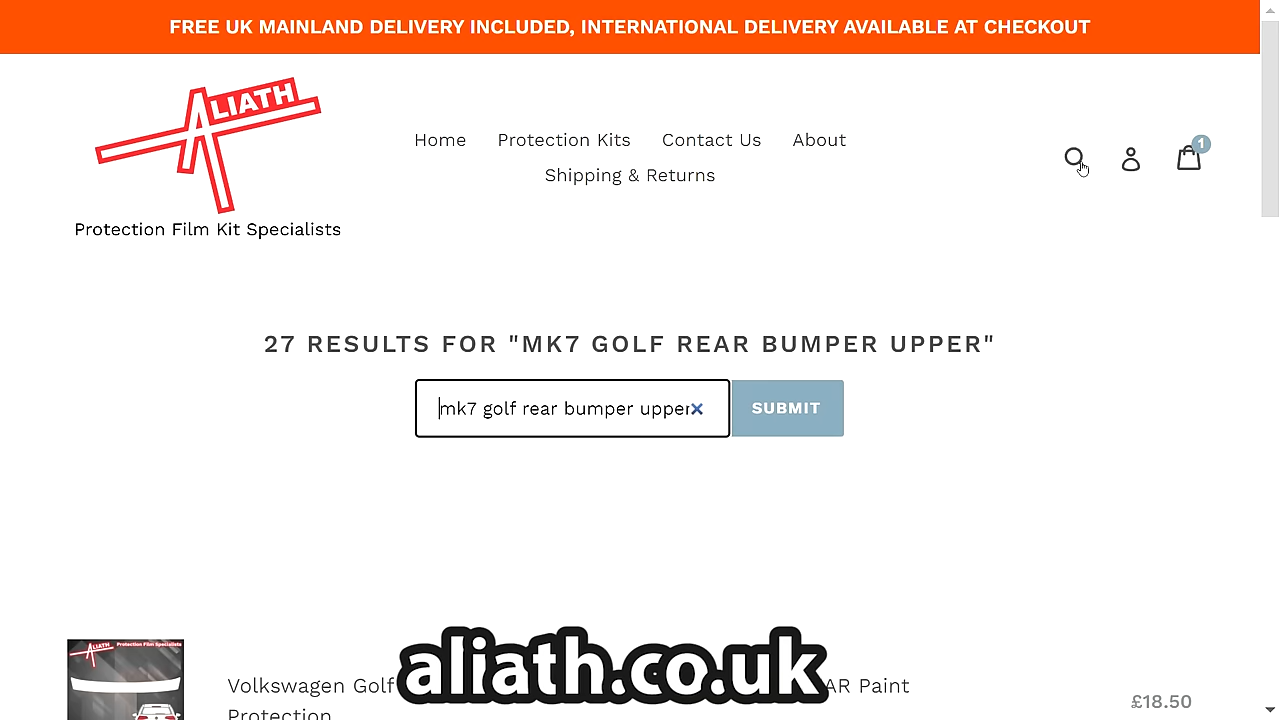 FREE UK MAINLAND DELIVERY INCLUDED, INTERNATIONAL DELIVERY AVAILABLE AT CHECKOUT
ALIATH
Protection Film Kit Specialists
Home Protection Kits Contact Us About
Shipping & Returns
1
27 RESULTS FOR "MK7 GOLF REAR BUMPER UPPER"
mk7 golf rear bumper upper
SUBMIT
ALIATH Protection Film Specialists
Volkswagen Golf AR Paint
Protection
£18.50
aliath.co.uk